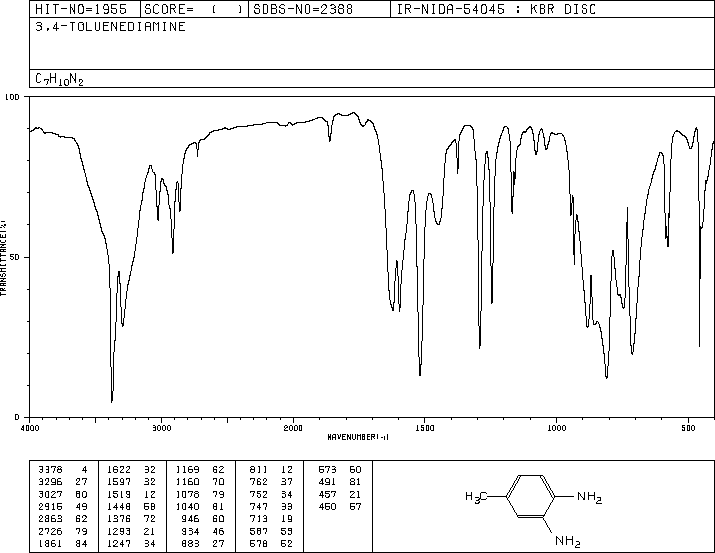 HIT-NO=1955 SCORE= ( ) SDBS-NO=2388 IR-NIDA-54045 : KBR DISC
3,4-TOLUENEDIAMINE
C7H10N2
100
50
0
TRANSMITTANCE(%)
4000 3000 2000 1500 1000 500
WAVENUMBER(-1)
3378 4 1622 32 1169 62 811 12 573 50
3296 27 1597 32 1160 70 762 37 491 81
3027 60 1519 12 1078 79 752 34 457 21
2915 49 1448 58 1040 81 747 33 450 57
2863 62 1376 72 946 60 713 19
2726 79 1293 21 934 46 587 59
1861 84 1247 34 883 27 578 52
H3C
NH2
NH2